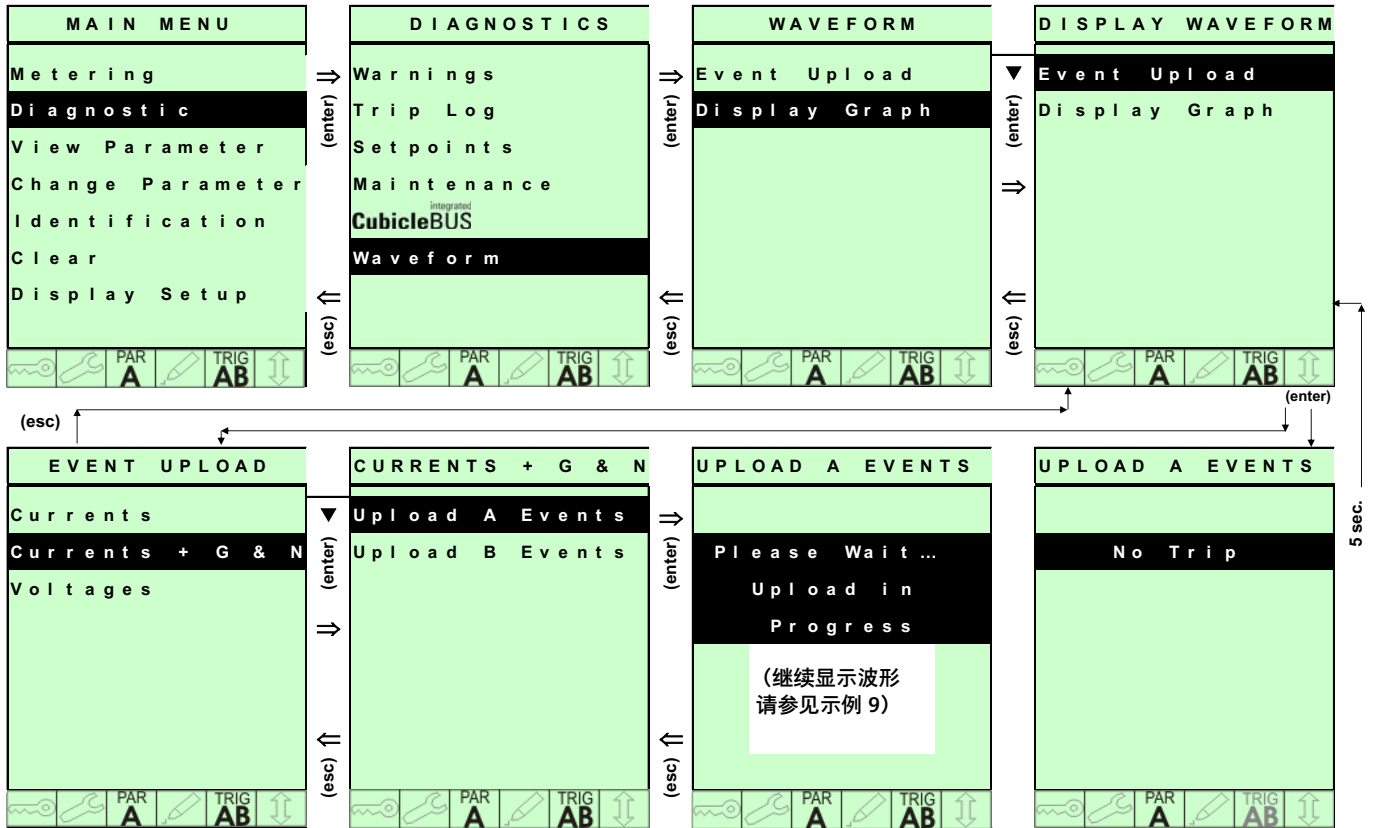 MAIN MENU
Metering
Diagnostic
View Parameter
Change Parameter
Identification
Clear
Display Setup
PAR A TRIG AB
⇒
(enter)
⇐
(esc)
DIAGNOSTICS
Warnings
Trip Log
Setpoints
Maintenance
integrated
CubicleBUS
Waveform
PAR A TRIG AB
⇒
(enter)
⇐
(esc)
WAVEFORM
Event Upload
Display Graph
PAR A TRIG AB
▼
(enter)
⇒
⇐
(esc)
DISPLAY WAVEFORM
Event Upload
Display Graph
PAR A TRIG AB
(enter)
(esc)
5 sec.
EVENT UPLOAD
Currents
Currents + G & N
Voltages
PAR A TRIG AB
▼
(enter)
⇒
⇐
(esc)
CURRENTS + G & N
Upload A Events
Upload B Events
PAR A TRIG AB
⇒
(enter)
⇐
(esc)
UPLOAD A EVENTS
Please Wait…
Upload in
Progress
（继续显示波形
请参见示例 9）
PAR A TRIG AB
UPLOAD A EVENTS
No Trip
PAR A TRIG AB